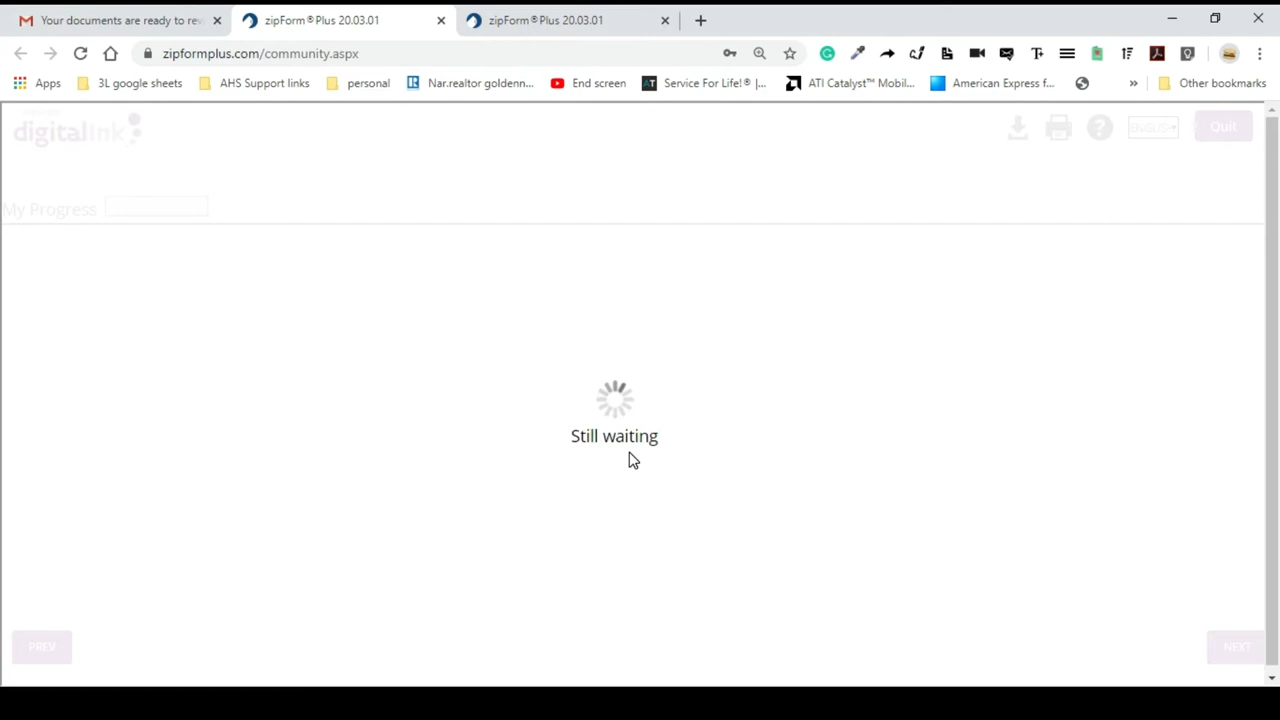 Your documents are ready to rev
zipForm® Plus 20.03.01
zipForm® Plus 20.03.01
zipformplus.com/community.aspx
Apps
3L google sheets
AHS Support links
personal
Nar.realtor goldenn...
End screen
Service For Life!® |...
ATI Catalyst™ Mobil...
American Express f...
Other bookmarks
digitalInk
ENGLISH
Quit
My Progress
Still waiting
PREV
NEXT